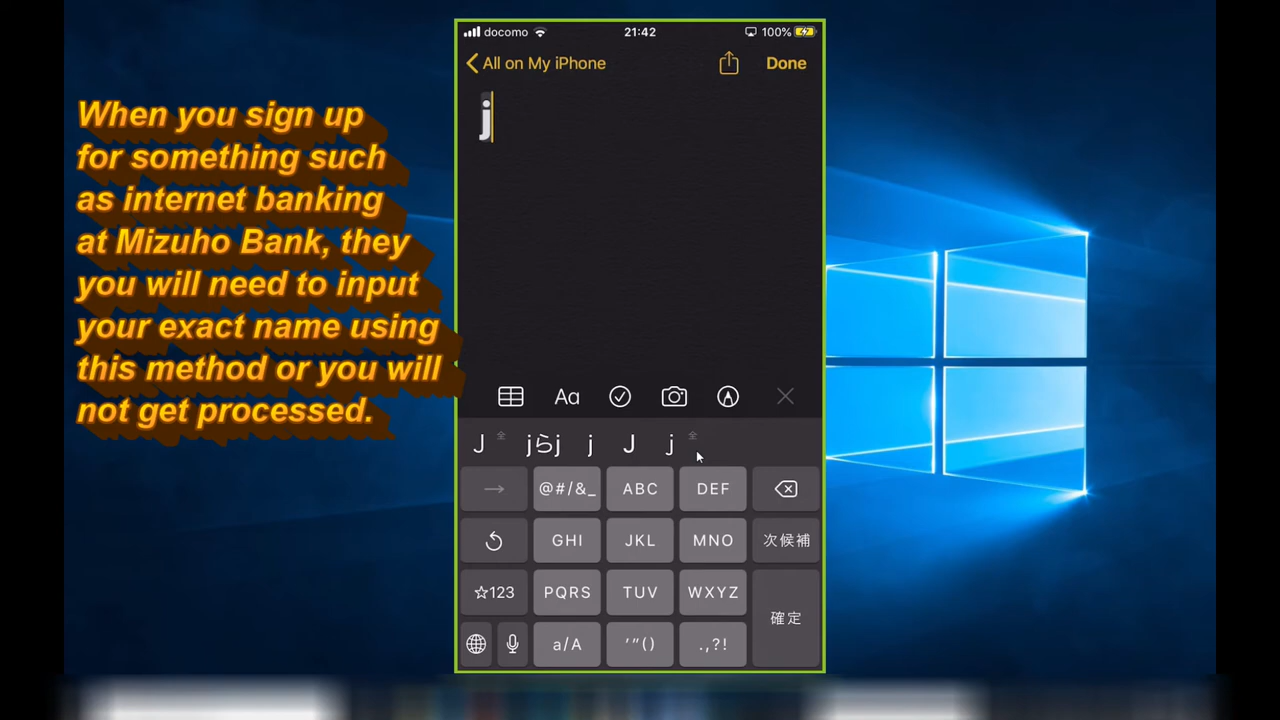 When you sign up
for something such
as internet banking
at Mizuho Bank, they
you will need to input
your exact name using
this method or you will
not get processed.
docomo 21:42 100%
All on My iPhone Done
j
Aa
J 全 jらj j J j 全
→ @#/&_ ABC DEF
GHI JKL MNO 次候補
☆123 PQRS TUV WXYZ
確定
a/A ’”() .,?!